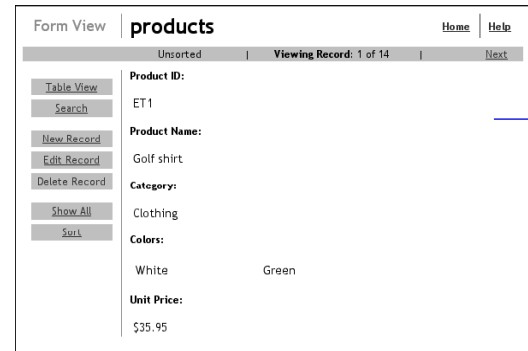 Form View products Home Help
Unsorted | Viewing Record: 1 of 14 | Next
Table View
Search
New Record
Edit Record
Delete Record
Show All
Sort
Product ID:
ET1
Product Name:
Golf shirt
Category:
Clothing
Colors:
White Green
Unit Price:
$35.95